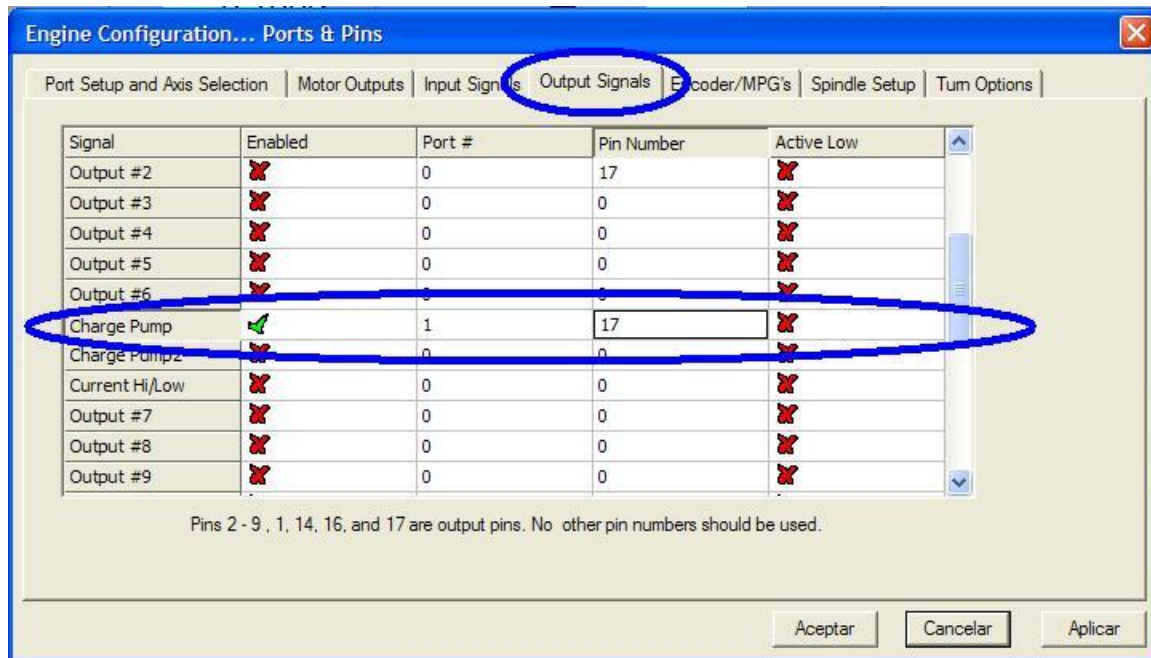 Engine Configuration... Ports & Pins
Port Setup and Axis Selection Motor Outputs Input Signals Output Signals Encoder/MPG's Spindle Setup Turn Options
Signal Enabled Port # Pin Number Active Low
Output #2 0 17
Output #3 0 0
Output #4 0 0
Output #5 0 0
Output #6 0 0
Charge Pump 1 17
Charge Pump2 0 0
Current Hi/Low 0 0
Output #7 0 0
Output #8 0 0
Output #9 0 0
Pins 2 - 9 , 1, 14, 16, and 17 are output pins. No other pin numbers should be used.
Aceptar Cancelar Aplicar